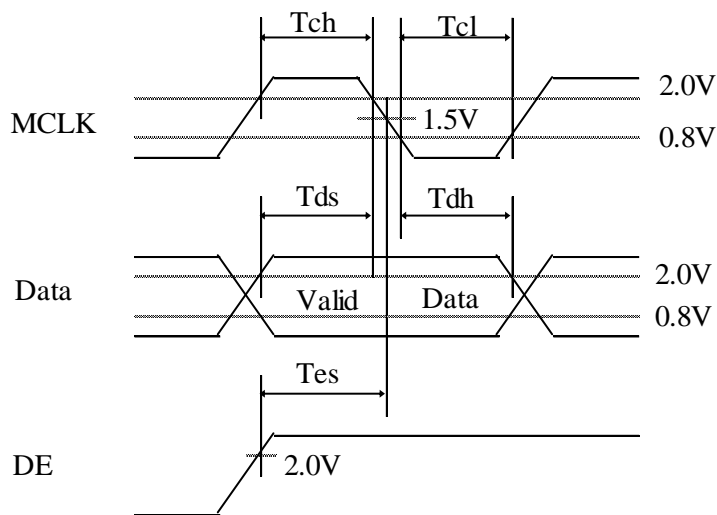 Tch Tcl
2.0V
MCLK 1.5V
0.8V
Tds Tdh
2.0V
Data Valid Data
0.8V
Tes
DE 2.0V